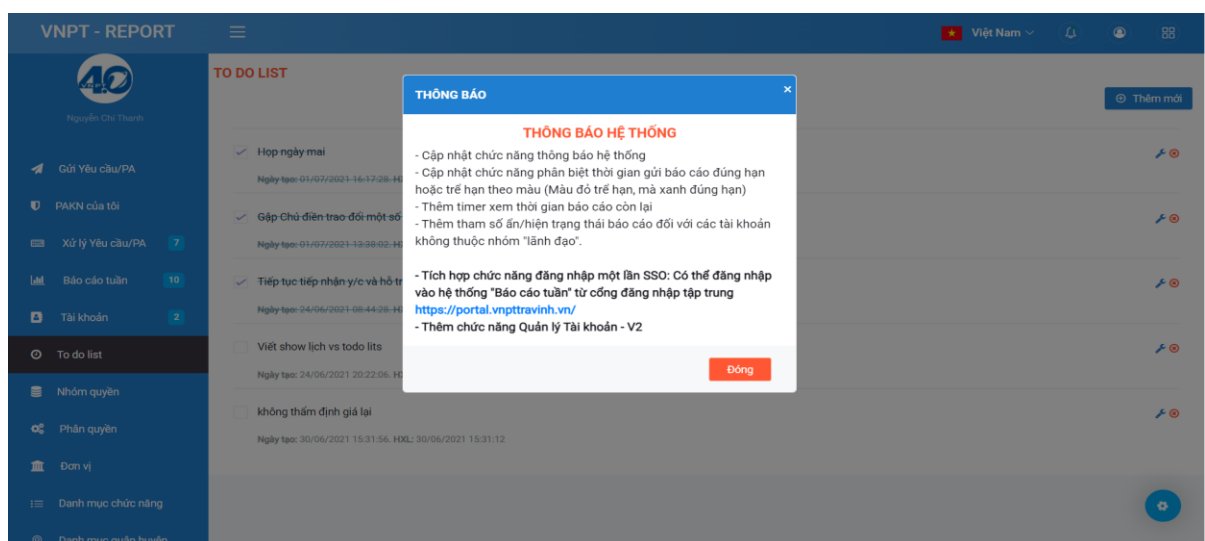 VNPT - REPORT
Việt Nam
4.0
VNPT
Nguyễn Chí Thanh
Gửi Yêu cầu/PA
PAKN của tôi
Xử lý Yêu cầu/PA 7
Báo cáo tuần 10
Tài khoản 2
To do list
Nhóm quyền
Phân quyền
Đơn vị
Danh mục chức năng
Danh mục quận huyện
TO DO LIST
Thêm mới
Họp ngày mai
Ngày tạo: 01/07/2021 16:17:28. H
Gặp Chú điền trao đổi một số
Ngày tạo: 01/07/2021 13:38:02. H
Tiếp tục tiếp nhận y/c và hỗ tr
Ngày tạo: 24/06/2021 08:44:28. H
Viết show lịch vs todo lits
Ngày tạo: 24/06/2021 20:22:06. H
không thẩm định giá lại
Ngày tạo: 30/06/2021 15:31:56. HXL: 30/06/2021 15:31:12
THÔNG BÁO ×
THÔNG BÁO HỆ THỐNG
- Cập nhật chức năng thông báo hệ thống
- Cập nhật chức năng phân biệt thời gian gửi báo cáo đúng hạn
hoặc trế hạn theo màu (Màu đỏ trế hạn, mà xanh đúng hạn)
- Thêm timer xem thời gian báo cáo còn lại
- Thêm tham số ẩn/hiện trạng thái báo cáo đối với các tài khoản
không thuộc nhóm "lãnh đạo".
- Tích hợp chức năng đăng nhập một lần SSO: Có thể đăng nhập
vào hệ thống "Báo cáo tuần" từ cổng đăng nhập tập trung
https://portal.vnpttravinh.vn/
- Thêm chức năng Quản lý Tài khoản - V2
Đóng